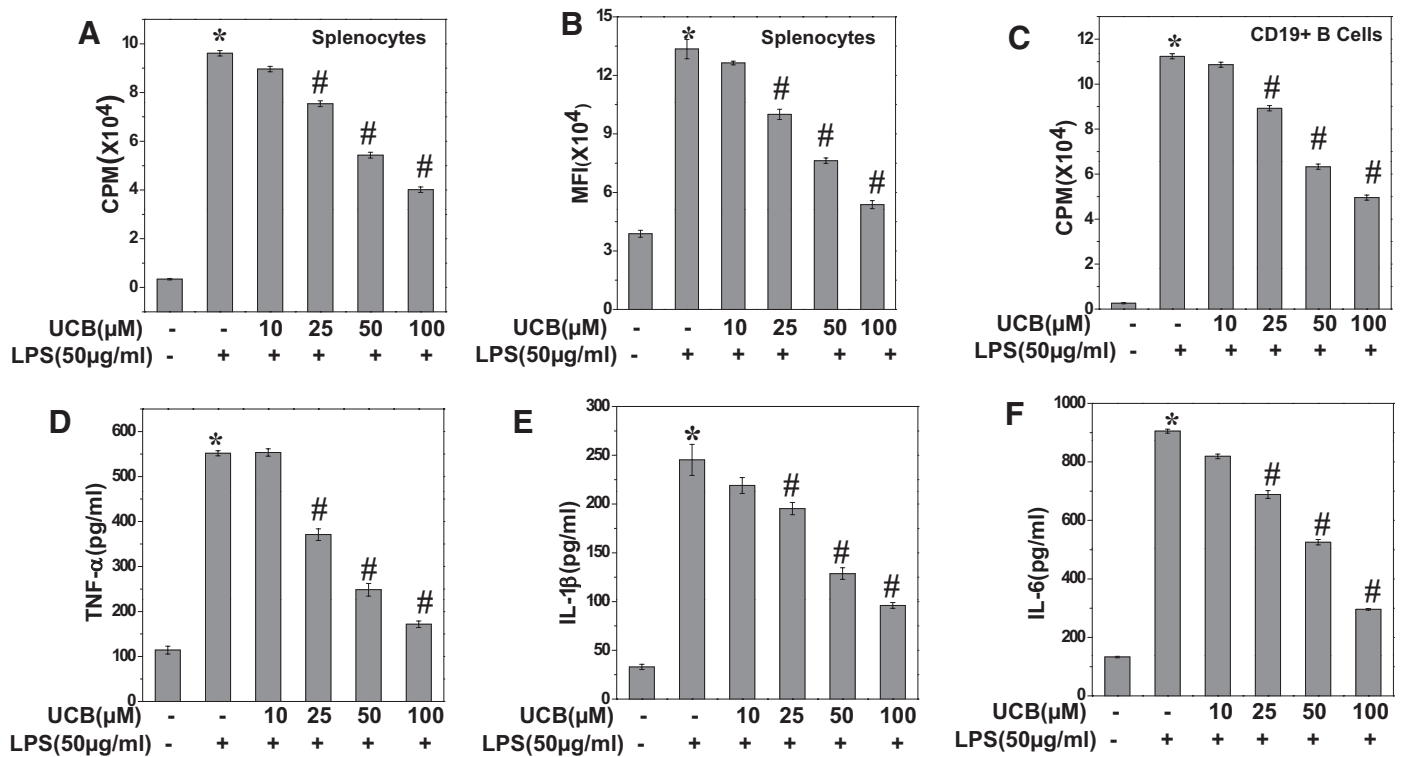 A
Splenocytes
CPM(X10⁴)
10
8
6
4
2
0
*
#
#
#
UCB(µM) - - 10 25 50 100
LPS(50µg/ml) - + + + + +
B
Splenocytes
MFI(X10⁴)
15
12
9
6
3
0
*
#
#
#
UCB(µM) - - 10 25 50 100
LPS(50µg/ml) - + + + + +
C
CD19+ B Cells
CPM(X10⁴)
12
10
8
6
4
2
0
*
#
#
#
UCB(µM) - - 10 25 50 100
LPS(50µg/ml) - + + + + +
D
TNF-α(pg/ml)
600
500
400
300
200
100
0
*
#
#
#
UCB(µM) - - 10 25 50 100
LPS(50µg/ml) - + + + + +
E
IL-1β(pg/ml)
300
250
200
150
100
50
0
*
#
#
#
UCB(µM) - - 10 25 50 100
LPS(50µg/ml) - + + + + +
F
IL-6(pg/ml)
1000
800
600
400
200
0
*
#
#
#
UCB(µM) - - 10 25 50 100
LPS(50µg/ml) - + + + + +